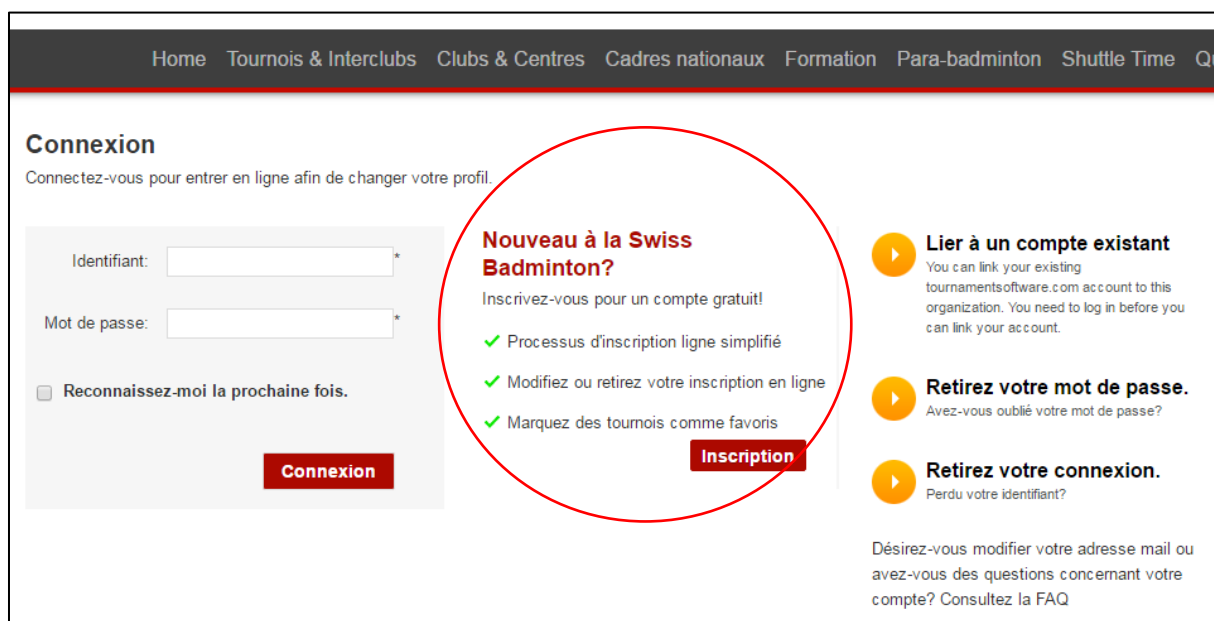 Home Tournois & Interclubs Clubs & Centres Cadres nationaux Formation Para-badminton Shuttle Time
Connexion
Connectez-vous pour entrer en ligne afin de changer votre profil.
Identifiant: *
Mot de passe: *
Reconnaissez-moi la prochaine fois.
Connexion
Nouveau à la Swiss
Badminton?
Inscrivez-vous pour un compte gratuit!
Processus d'inscription ligne simplifié
Modifiez ou retirez votre inscription en ligne
Marquez des tournois comme favoris
Inscription
Lier à un compte existant
You can link your existing
tournamentsoftware.com account to this
organization. You need to log in before you
can link your account.
Retirez votre mot de passe.
Avez-vous oublié votre mot de passe?
Retirez votre connexion.
Perdu votre identifiant?
Désirez-vous modifier votre adresse mail ou
avez-vous des questions concernant votre
compte? Consultez la FAQ